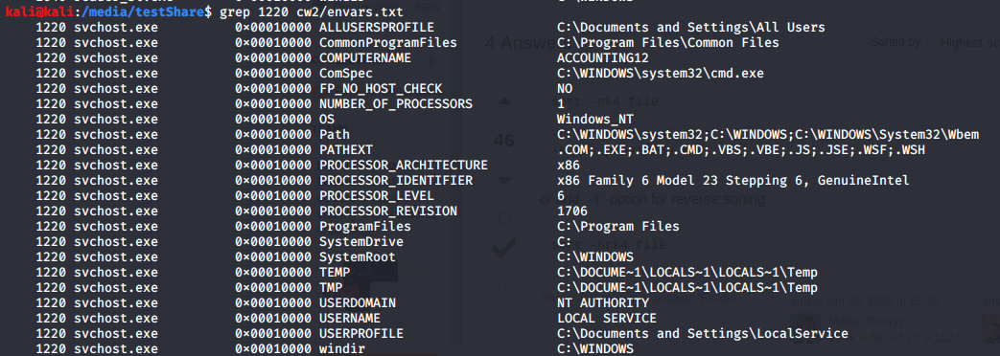 kali@kali:/media/testShare$ grep 1220 cw2/envars.txt
1220 svchost.exe 0×00010000 ALLUSERSPROFILE C:\Documents and Settings\All Users
1220 svchost.exe 0×00010000 CommonProgramFiles C:\Program Files\Common Files
1220 svchost.exe 0×00010000 COMPUTERNAME ACCOUNTING12
1220 svchost.exe 0×00010000 ComSpec C:\WINDOWS\system32\cmd.exe
1220 svchost.exe 0×00010000 FP_NO_HOST_CHECK NO
1220 svchost.exe 0×00010000 NUMBER_OF_PROCESSORS 1
1220 svchost.exe 0×00010000 OS Windows_NT
1220 svchost.exe 0×00010000 Path C:\WINDOWS\system32;C:\WINDOWS;C:\WINDOWS\System32\Wbem
1220 svchost.exe 0×00010000 PATHEXT .COM;.EXE;.BAT;.CMD;.VBS;.VBE;.JS;.JSE;.WSF;.WSH
1220 svchost.exe 0×00010000 PROCESSOR_ARCHITECTURE x86
1220 svchost.exe 0×00010000 PROCESSOR_IDENTIFIER x86 Family 6 Model 23 Stepping 6, GenuineIntel
1220 svchost.exe 0×00010000 PROCESSOR_LEVEL 6
1220 svchost.exe 0×00010000 PROCESSOR_REVISION 1706
1220 svchost.exe 0×00010000 ProgramFiles C:\Program Files
1220 svchost.exe 0×00010000 SystemDrive C:
1220 svchost.exe 0×00010000 SystemRoot C:\WINDOWS
1220 svchost.exe 0×00010000 TEMP C:\DOCUME~1\LOCALS~1\LOCALS~1\Temp
1220 svchost.exe 0×00010000 TMP C:\DOCUME~1\LOCALS~1\LOCALS~1\Temp
1220 svchost.exe 0×00010000 USERDOMAIN NT AUTHORITY
1220 svchost.exe 0×00010000 USERNAME LOCAL SERVICE
1220 svchost.exe 0×00010000 USERPROFILE C:\Documents and Settings\LocalService
1220 svchost.exe 0×00010000 windir C:\WINDOWS
NEW
4 Answe
Sorted by:
Highest s
46
option for reverse sorting